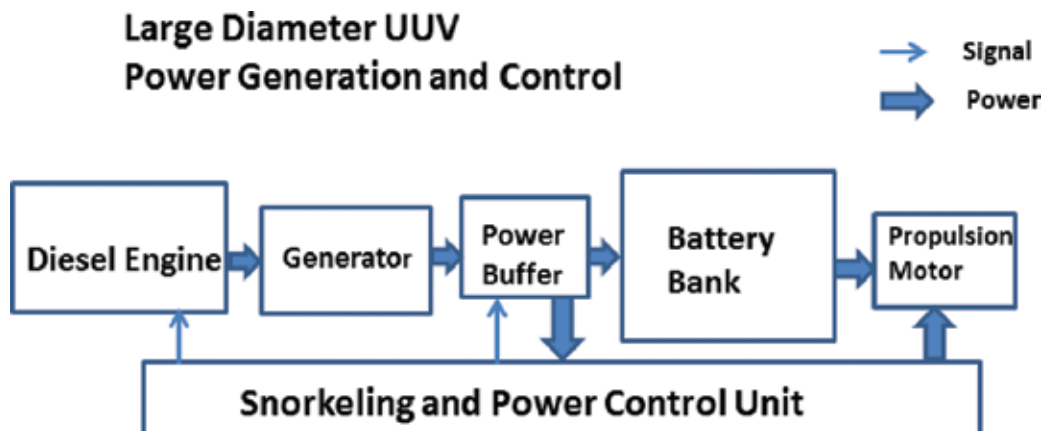 Large Diameter UUV
Power Generation and Control
Signal
Power
Diesel Engine
Generator
Power
Buffer
Battery
Bank
Propulsion
Motor
Snorkeling and Power Control Unit